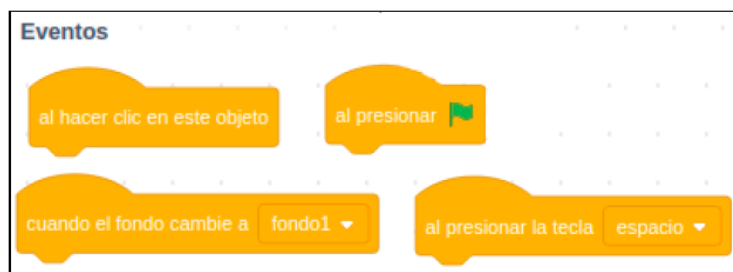 Eventos
al hacer clic en este objeto
al presionar
cuando el fondo cambie a fondo1
al presionar la tecla espacio